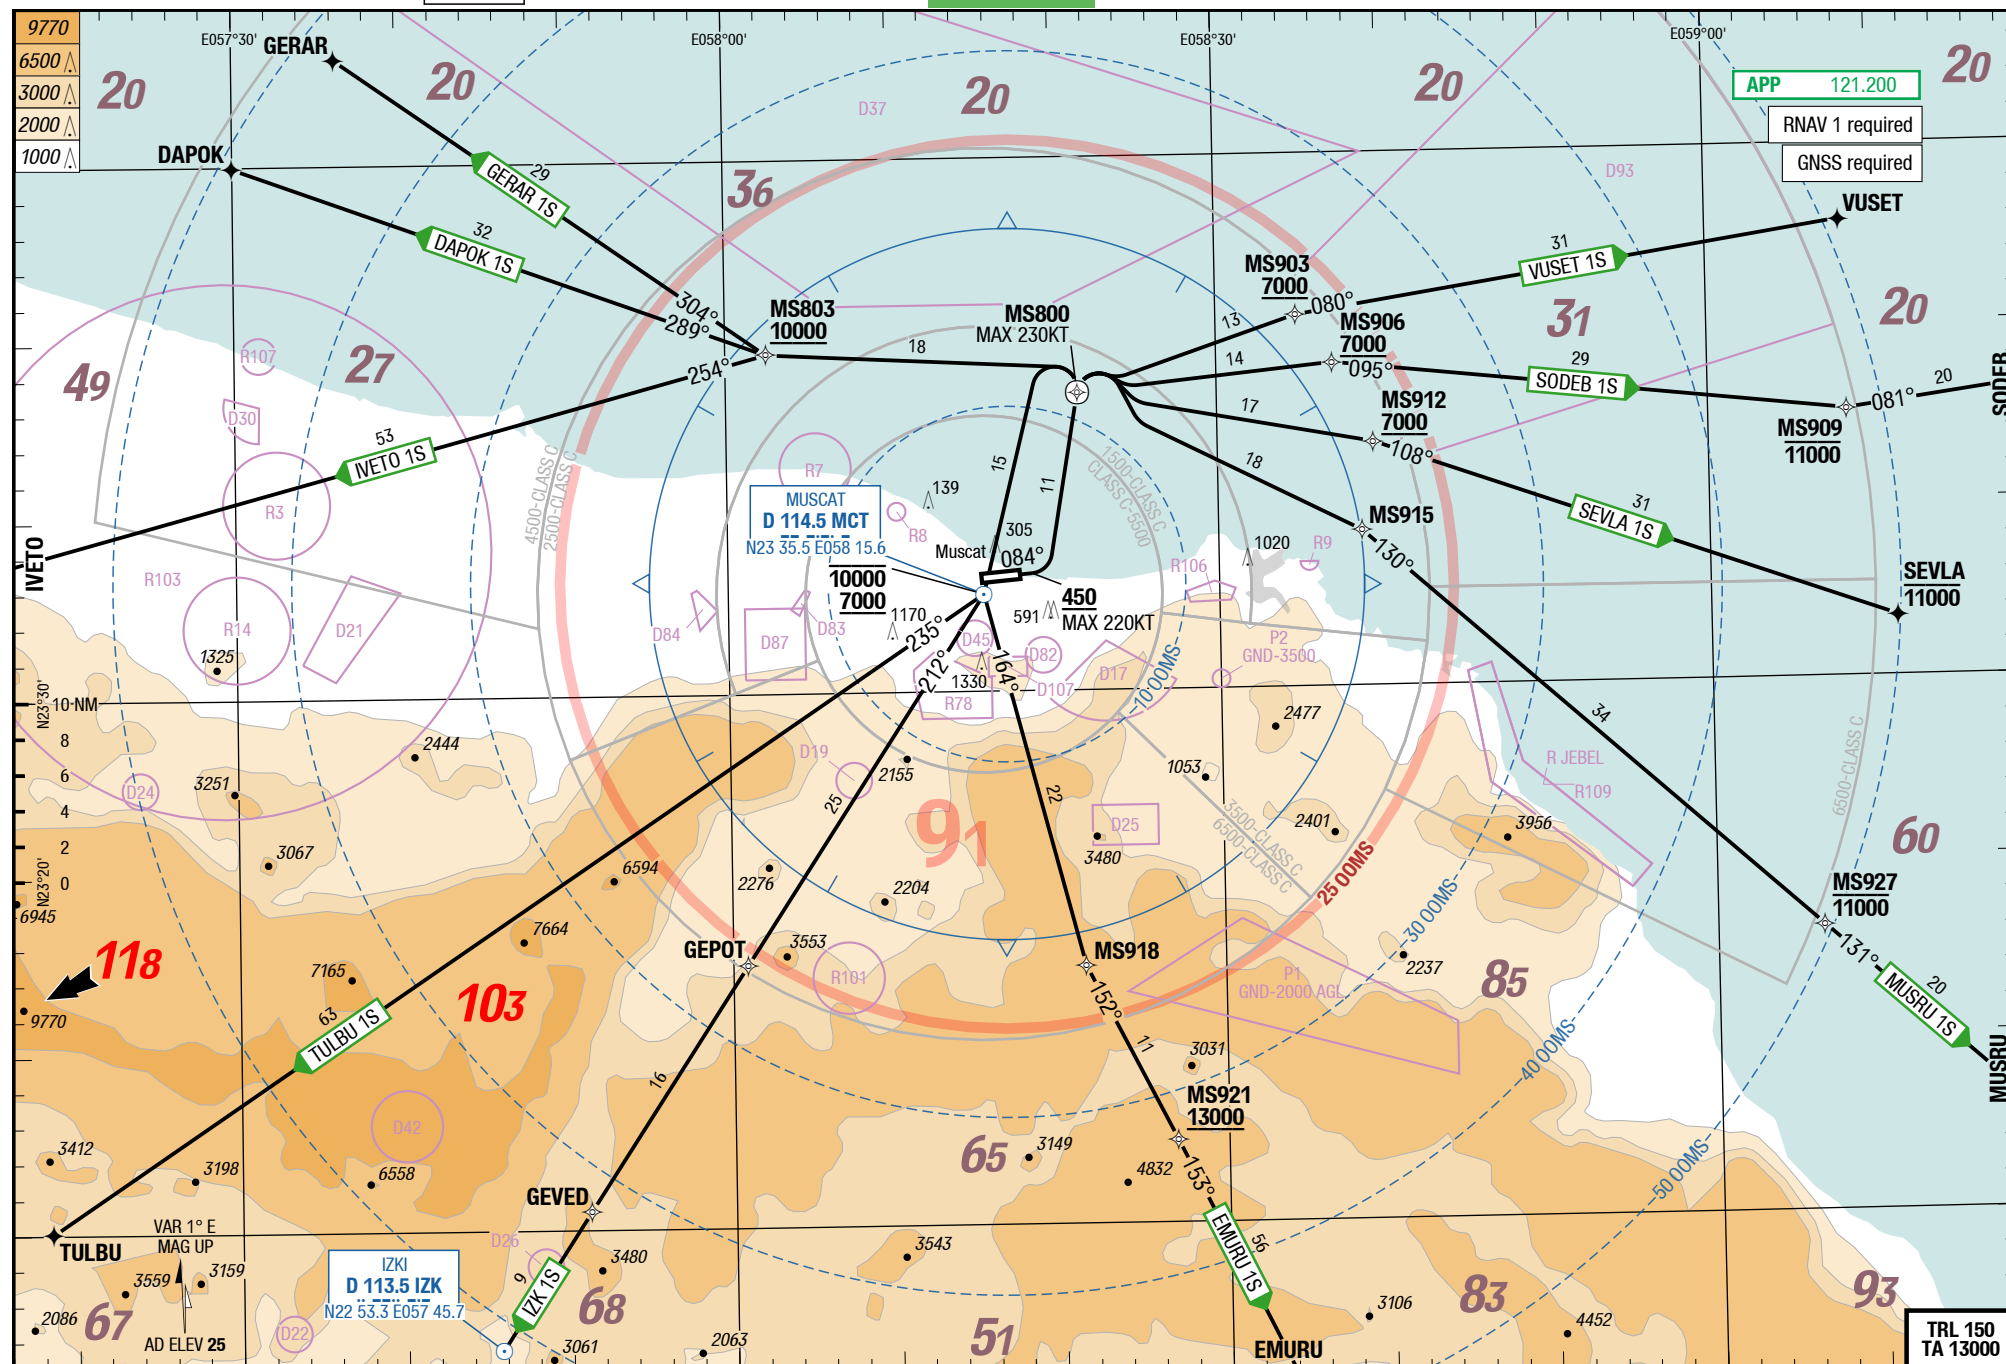 9770
6500
3000
2000
1000
E057°30'
E058°00'
E058°30'
E059°00'
GERAR
20
20
20
20
20
APP 121.200
RNAV 1 required
GNSS required
D37
D93
DAPOK
29
GERAR 1S
32
DAPOK 1S
36
VUSET
31
VUSET 1S
MS903
7000
080°
13
MS803
10000
304°
289°
254°
18
MS800
MAX 230KT
MS906
7000
095°
14
31
29
SODEB 1S
20
081°
20
SODEB
MS909
11000
R107
27
49
D30
53
IVETO 1S
MS912
7000
108°
17
18
15
11
R7
R3
4500-CLASS C
2500-CLASS C
1500-CLASS C
CLASS C-5500
139
R8
MUSCAT
D 114.5 MCT
N23 35.5 E058 15.6
Muscat
305
084°
MS915
130°
31
SEVLA 1S
SEVLA
11000
1020
R9
R106
IVETO
R103
R14
D21
1325
10000
7000
1170
450
MAX 220KT
591
D84
D87
D83
235°
212°
164°
D45
D82
1330
R78
D107
D17
P2
GND-3500
10 00MS
N23°30'
10 NM
8
6
4
2
0
N23°20'
2444
3251
D24
3067
6945
D19
2155
25
22
2477
1053
34
R JEBEL
R109
6500-CLASS C
91
D25
3480
2401
3500-CLASS C
6500-CLASS C
3956
60
25 00MS
6594
2276
2204
7664
7165
118
103
9770
GEPOT
3553
R101
MS918
152°
30 00MS
2237
P1
GND-2000 AGL
85
MS927
11000
131°
20
MUSRU 1S
MUSRU
63
TULBU 1S
D42
16
11
3031
MS921
13000
40 00MS
3412
3198
6558
65
3149
4832
153°
50 00MS
GEVED
TULBU
VAR 1° E
MAG UP
3559
3159
AD ELEV 25
2086
67
D22
D26
9
IZK 1S
IZKI
D 113.5 IZK
N22 53.3 E057 45.7
3480
68
3061
2063
3543
51
EMURU 1S
56
EMURU
3106
83
4452
93
TRL 150
TA 13000